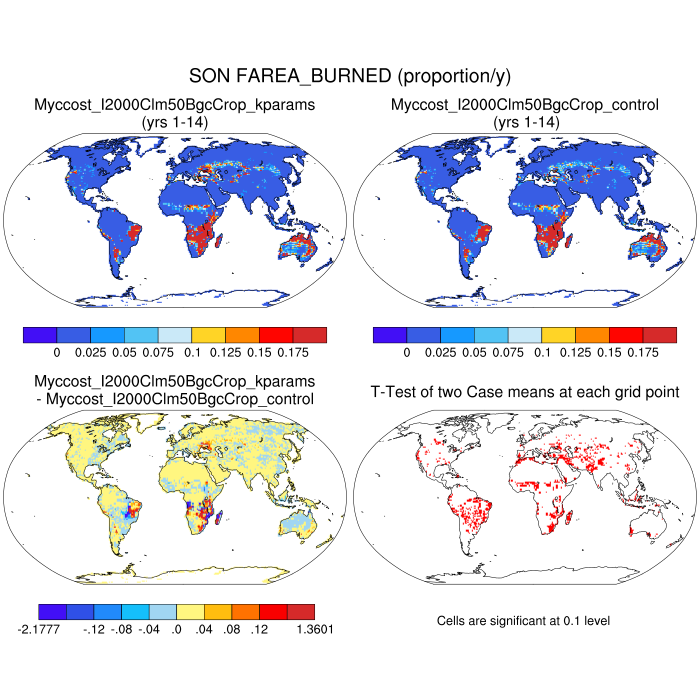 SON FAREA_BURNED (proportion/y)
Myccost_I2000Clm50BgcCrop_kparams
(yrs 1-14)
Myccost_I2000Clm50BgcCrop_control
(yrs 1-14)
0 0.025 0.05 0.075 0.1 0.125 0.15 0.175
0 0.025 0.05 0.075 0.1 0.125 0.15 0.175
Myccost_I2000Clm50BgcCrop_kparams
- Myccost_I2000Clm50BgcCrop_control
T-Test of two Case means at each grid point
-2.1777 -.12 -.08 -.04 .0 .04 .08 .12 1.3601
Cells are significant at 0.1 level